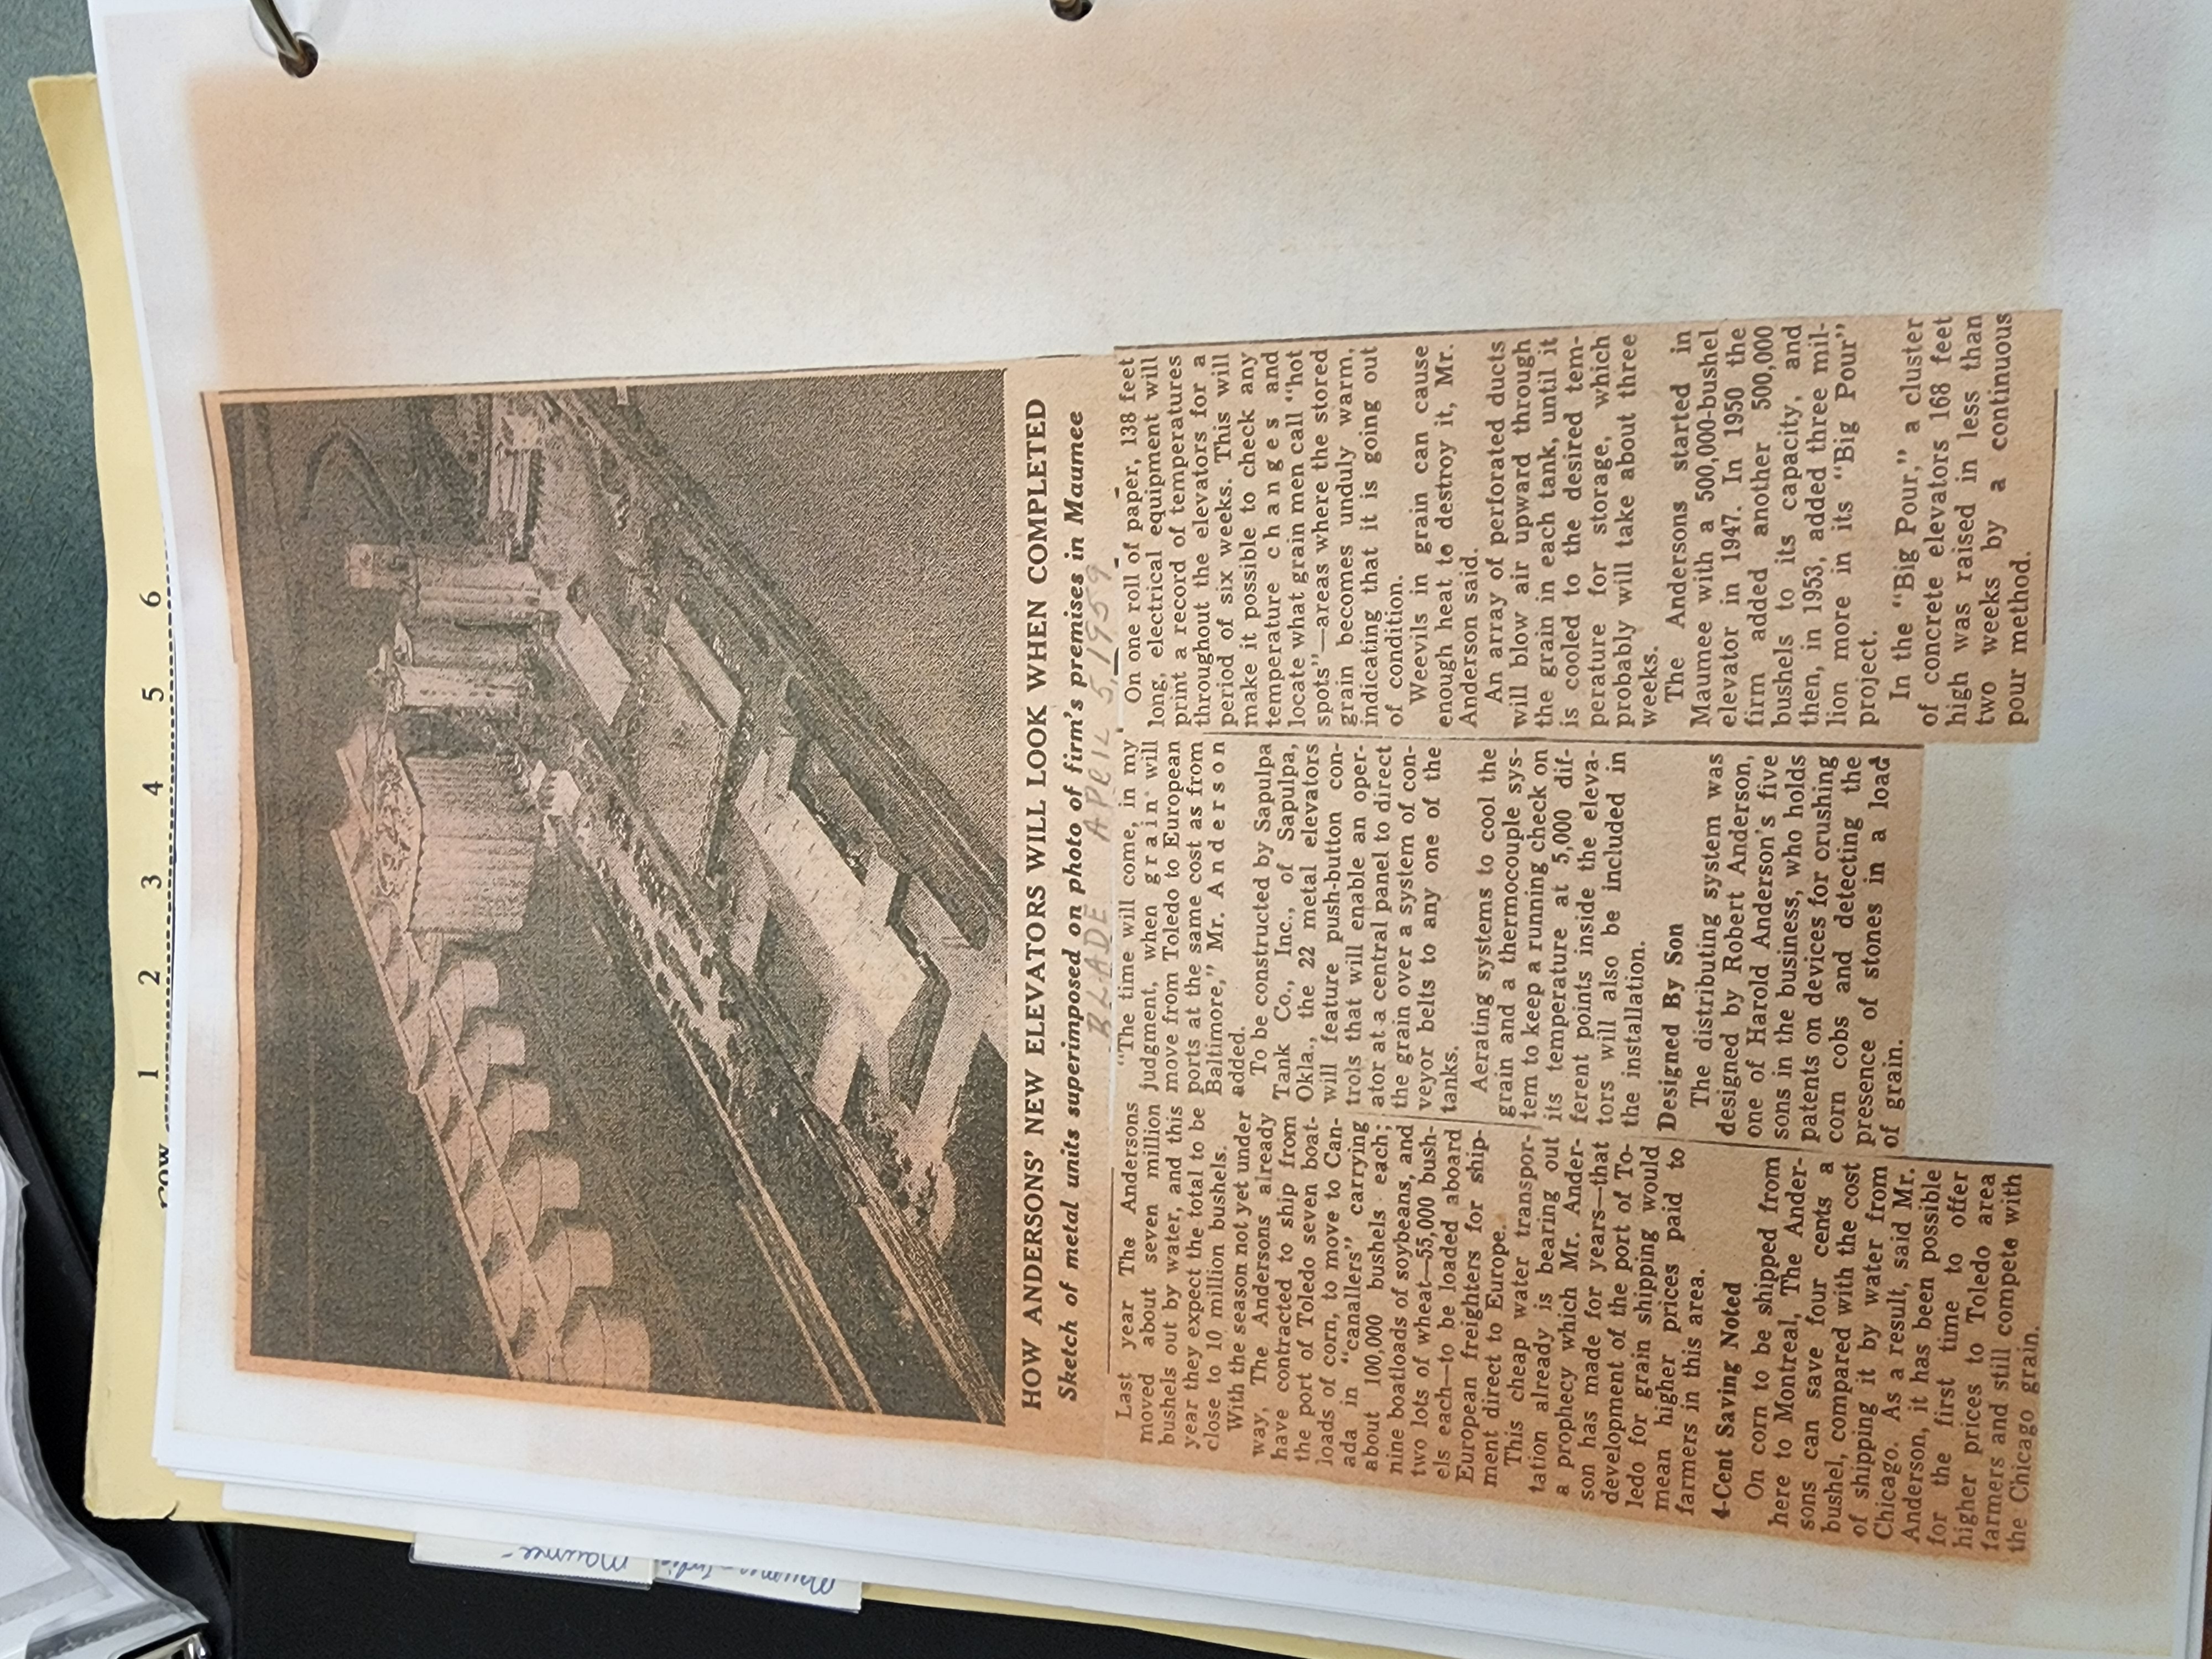 HOW ANDERSONS' NEW ELEVATORS WILL LOOK WHEN COMPLETED
Sketch of metal units superimposed on photo of firm's premises in Maumee
BLADE APRIL 5, 1959
Last year The Andersons
moved about seven million
bushels out by water, and this
year they expect the total to be
close to 10 million bushels.
With the season not yet under
way, The Andersons already
have contracted to ship from
the port of Toledo seven boat-
loads of corn, to move to Can-
ada in "canallers" carrying
about 100,000 bushels each;
nine boatloads of soybeans, and
two lots of wheat—55,000 bush-
els each—to be loaded aboard
European freighters for ship-
ment direct to Europe.
This cheap water transpor-
tation already is bearing out
a prophecy which Mr. Ander-
son has made for years—that
development of the port of To-
ledo for grain shipping would
mean higher prices paid to
farmers in this area.
4-Cent Saving Noted
On corn to be shipped from
here to Montreal, The Ander-
sons can save four cents a
bushel, compared with the cost
of shipping it by water from
Chicago. As a result, said Mr.
Anderson, it has been possible
for the first time to offer
higher prices to Toledo area
farmers and still compete with
the Chicago grain.
"The time will come, in my
judgment, when grain will
move from Toledo to European
ports at the same cost as from
Baltimore," Mr. Anderson
added.
To be constructed by Sapulpa
Tank Co., Inc., of Sapulpa,
Okla., the 22 metal elevators
will feature push-button con-
trols that will enable an oper-
ator at a central panel to direct
the grain over a system of con-
veyor belts to any one of the
tanks.
Aerating systems to cool the
grain and a thermocouple sys-
tem to keep a running check on
its temperature at 5,000 dif-
ferent points inside the eleva-
tors will also be included in
the installation.
Designed By Son
The distributing system was
designed by Robert Anderson,
one of Harold Anderson's five
sons in the business, who holds
patents on devices for crushing
corn cobs and detecting the
presence of stones in a load
of grain.
On one roll of paper, 138 feet
long, electrical equipment will
print a record of temperatures
throughout the elevators for a
period of six weeks. This will
make it possible to check any
temperature changes and
locate what grain men call "hot
spots"—areas where the stored
grain becomes unduly warm,
indicating that it is going out
of condition.
Weevils in grain can cause
enough heat to destroy it, Mr.
Anderson said.
An array of perforated ducts
will blow air upward through
the grain in each tank, until it
is cooled to the desired tem-
perature for storage, which
probably will take about three
weeks.
The Andersons started in
Maumee with a 500,000-bushel
elevator in 1947. In 1950 the
firm added another 500,000
bushels to its capacity, and
then, in 1953, added three mil-
lion more in its "Big Pour"
project.
In the "Big Pour," a cluster
of concrete elevators 168 feet
high was raised in less than
two weeks by a continuous
pour method.
1 2 3 4 5 6
Maumee-
Maumee-